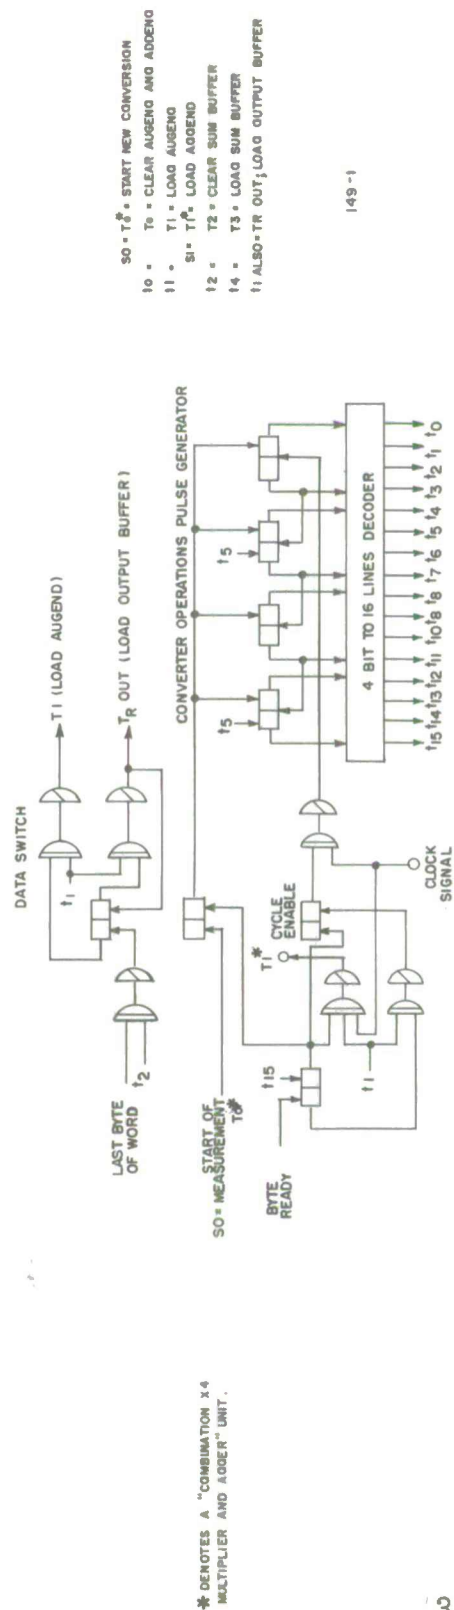 SO = To* = START NEW CONVERSION
to = To = CLEAR AUGEND AND ADDEND
t1 = T1 = LOAD AUGEND
S1 = T1* = LOAD ADDEND
t2 = T2 = CLEAR SUM BUFFER
t4 = T3 = LOAD SUM BUFFER
t1 ALSO = TR OUT; LOAD OUTPUT BUFFER
149-1
DATA SWITCH
T1 (LOAD AUGEND)
TR OUT (LOAD OUTPUT BUFFER)
t1
LAST BYTE
OF WORD
t2
CONVERTER OPERATIONS PULSE GENERATOR
START OF
SO = MEASUREMENT
To*
t5
t5
BYTE
READY
t15
T1*
CYCLE
ENABLE
t1
CLOCK
SIGNAL
4 BIT TO 16 LINES DECODER
t15 t14 t13 t12 t11 t10 t8 t8 t7 t6 t5 t4 t3 t2 t1 t0
* DENOTES A "COMBINATION X4
MULTIPLIER AND ADDER" UNIT.